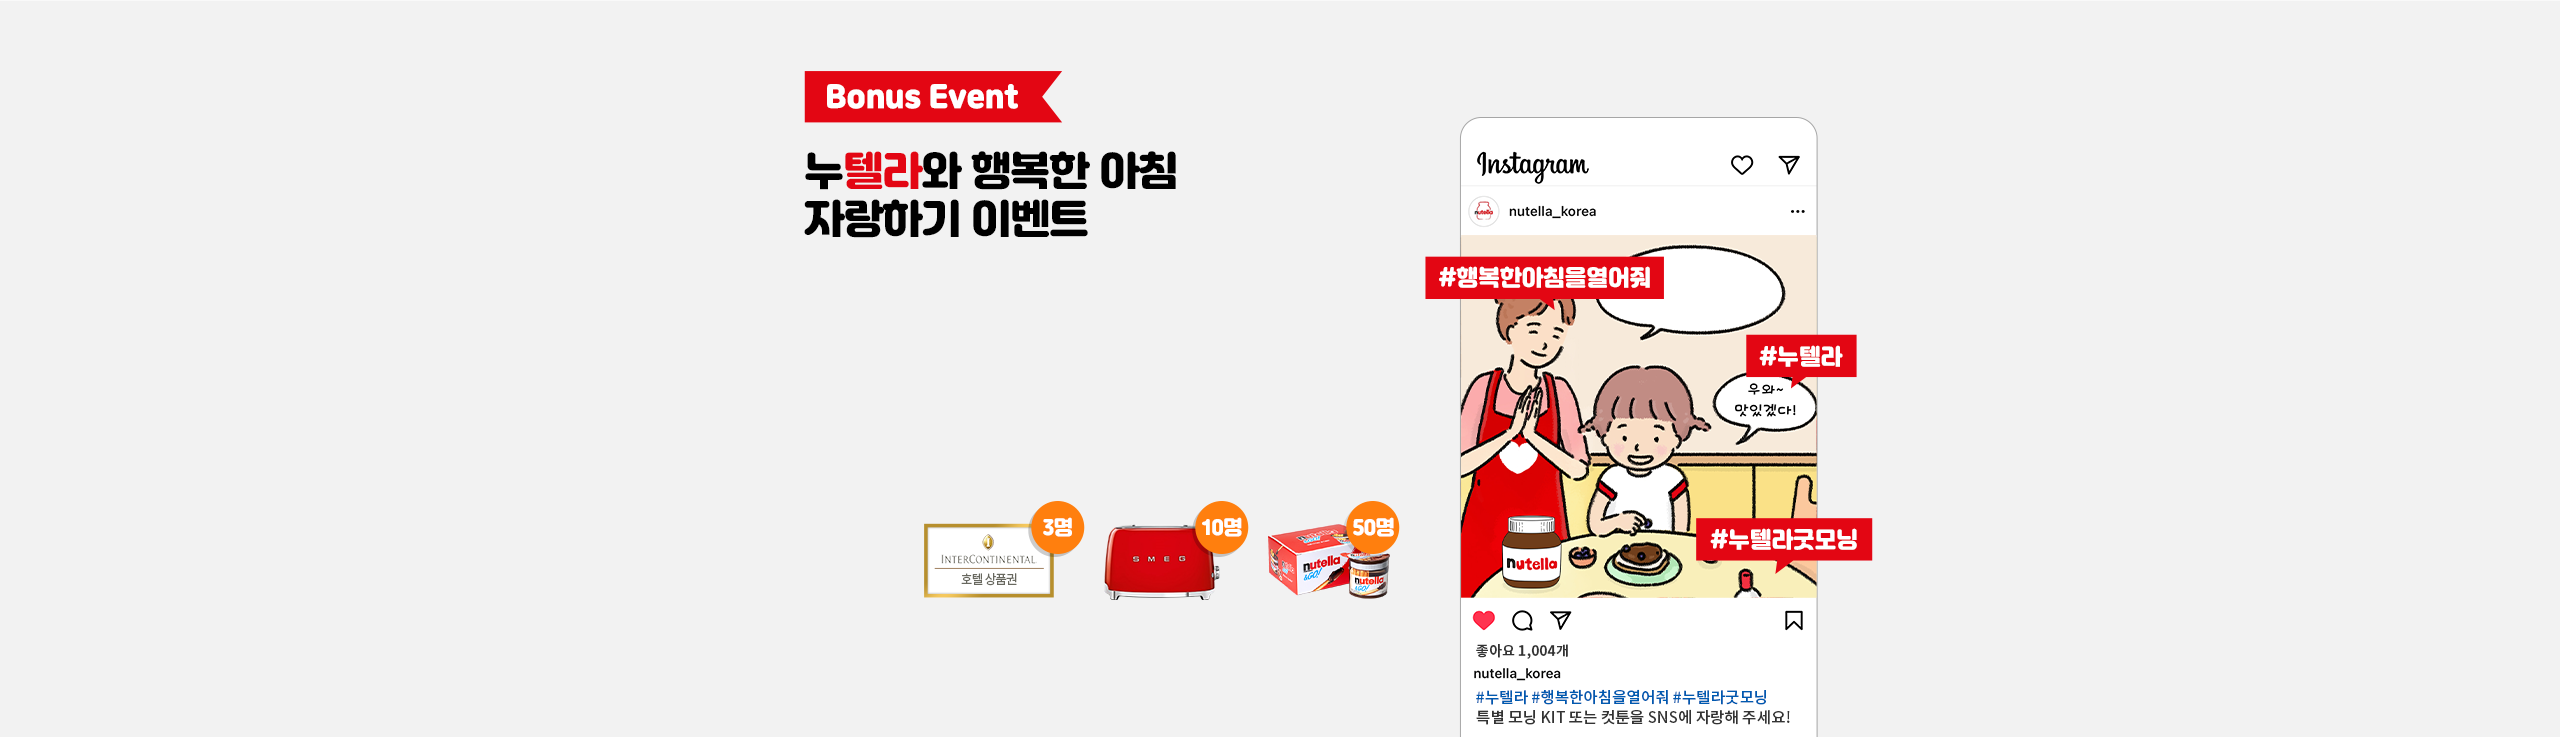 Bonus Event
누텔라와 행복한 아침
자랑하기 이벤트
3명
INTERCONTINENTAL
호텔 상품권
10명
SMEG
50명
nutella
&GO!
nutella
&GO!
Instagram
nutella
nutella_korea
#행복한아침을열어줘
#누텔라
우와~
맛있겠다!
#누텔라굿모닝
nutella
좋아요 1,004개
nutella_korea
#누텔라 #행복한아침을열어줘 #누텔라굿모닝
특별 모닝 KIT 또는 컷툰을 SNS에 자랑해 주세요!